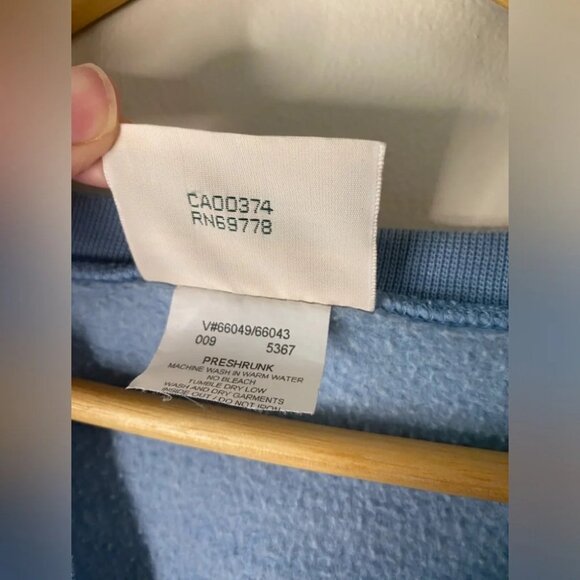 CA00374
RN69778
V#66049/66043
009 5367
PRESHRUNK
MACHINE WASH IN WARM WATER
NO BLEACH
TUMBLE DRY LOW
WASH AND DRY GARMENTS
INSIDE OUT / DO NOT IRON